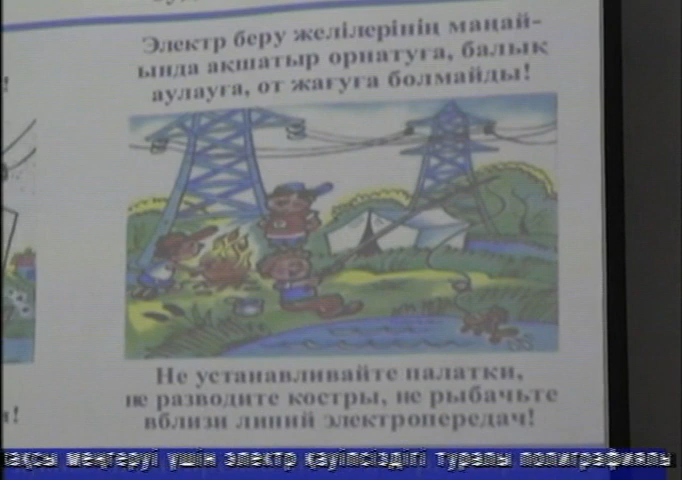 Электр беру желілерінің маңай-
ында ақшатыр орнатуға, балық
аулауға, от жағуға болмайды!
Не устанавливайте палатки,
не разводите костры, не рыбачьте
вблизи линий электропередач!
меңгеруі үшін электр қауіпсіздігі туралы полиграфиялы